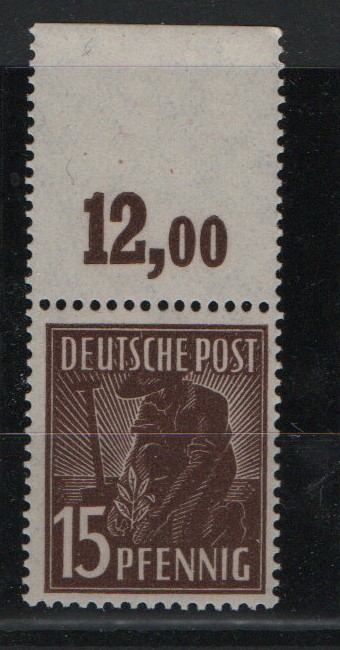 12,00
DEUTSCHE POST
15 PFENNIG